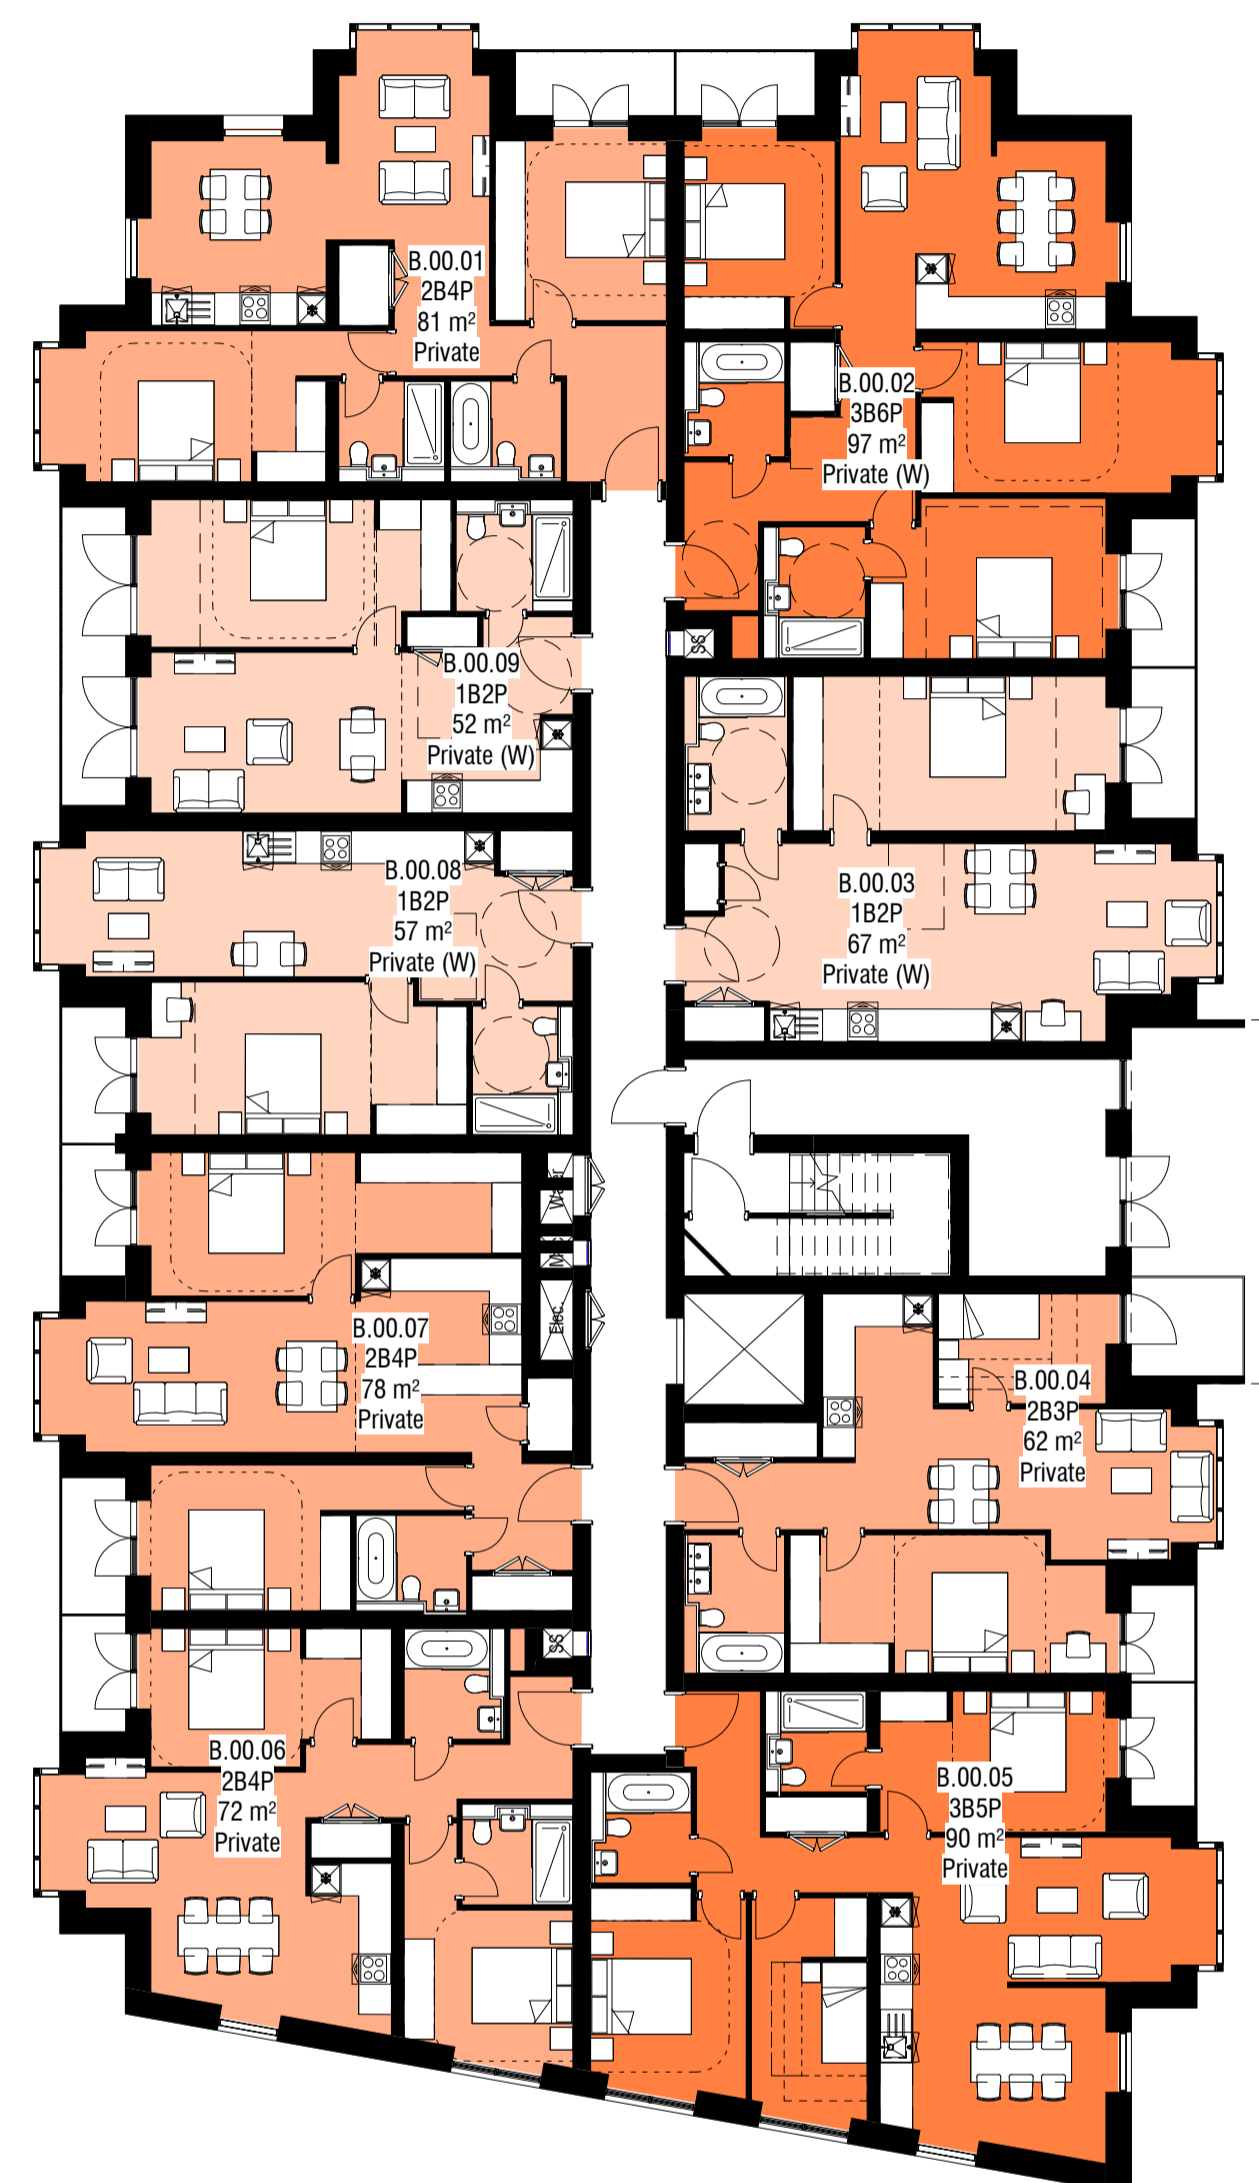 B.00.01
2B4P
81 m²
Private
B.00.02
3B6P
97 m²
Private (W)
SS
B.00.09
1B2P
52 m²
Private (W)
B.00.08
1B2P
57 m²
Private (W)
B.00.03
1B2P
67 m²
Private (W)
Water
Elec.
B.00.07
2B4P
78 m²
Private
B.00.04
2B3P
62 m²
Private
SS
B.00.06
2B4P
72 m²
Private
B.00.05
3B5P
90 m²
Private